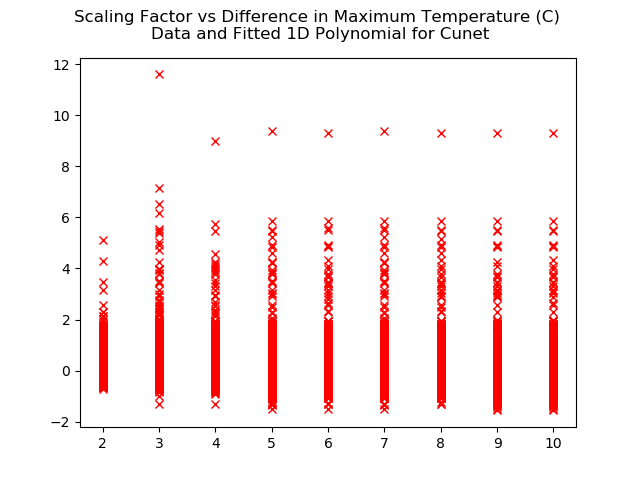 Scaling Factor vs Difference in Maximum Temperature (C)
Data and Fitted 1D Polynomial for Cunet
12
10
8
6
4
2
0
−2
2 3 4 5 6 7 8 9 10